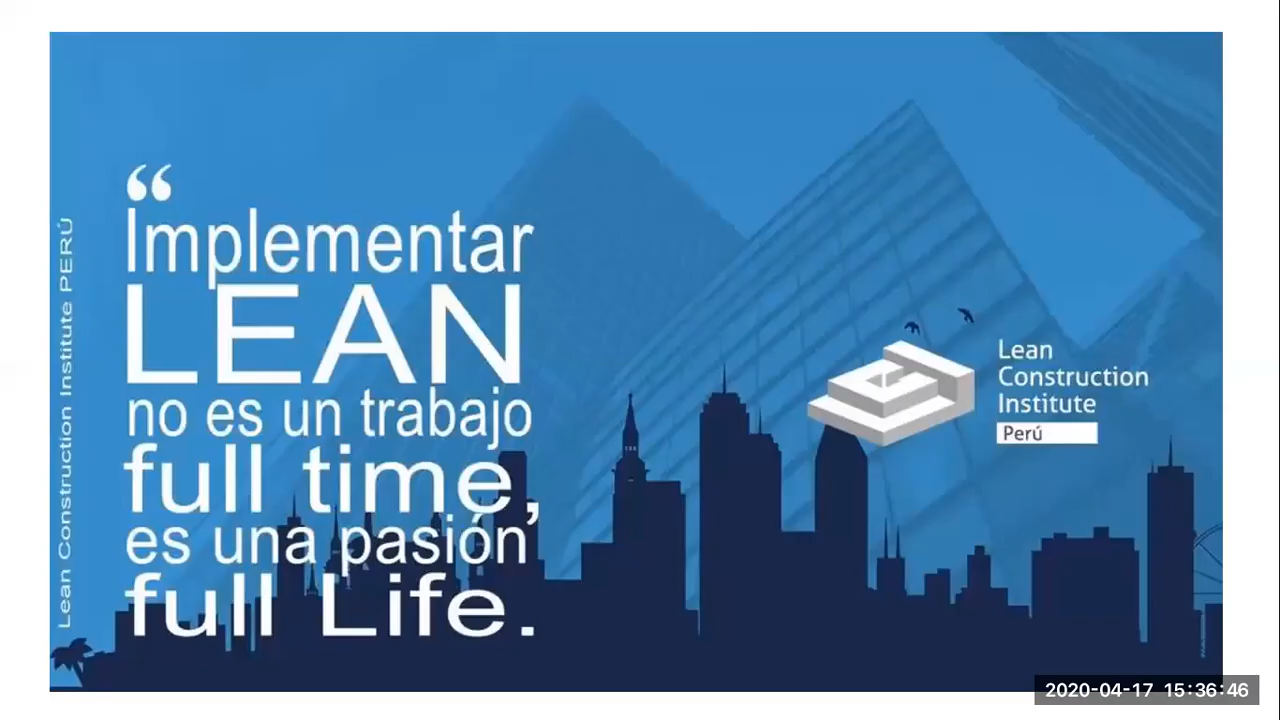 Lean Construction Institute PERÚ
“
Implementar
LEAN
no es un trabajo
full time,
es una pasión
full Life.
Lean
Construction
Institute
Perú
2020-04-17 15:36:46